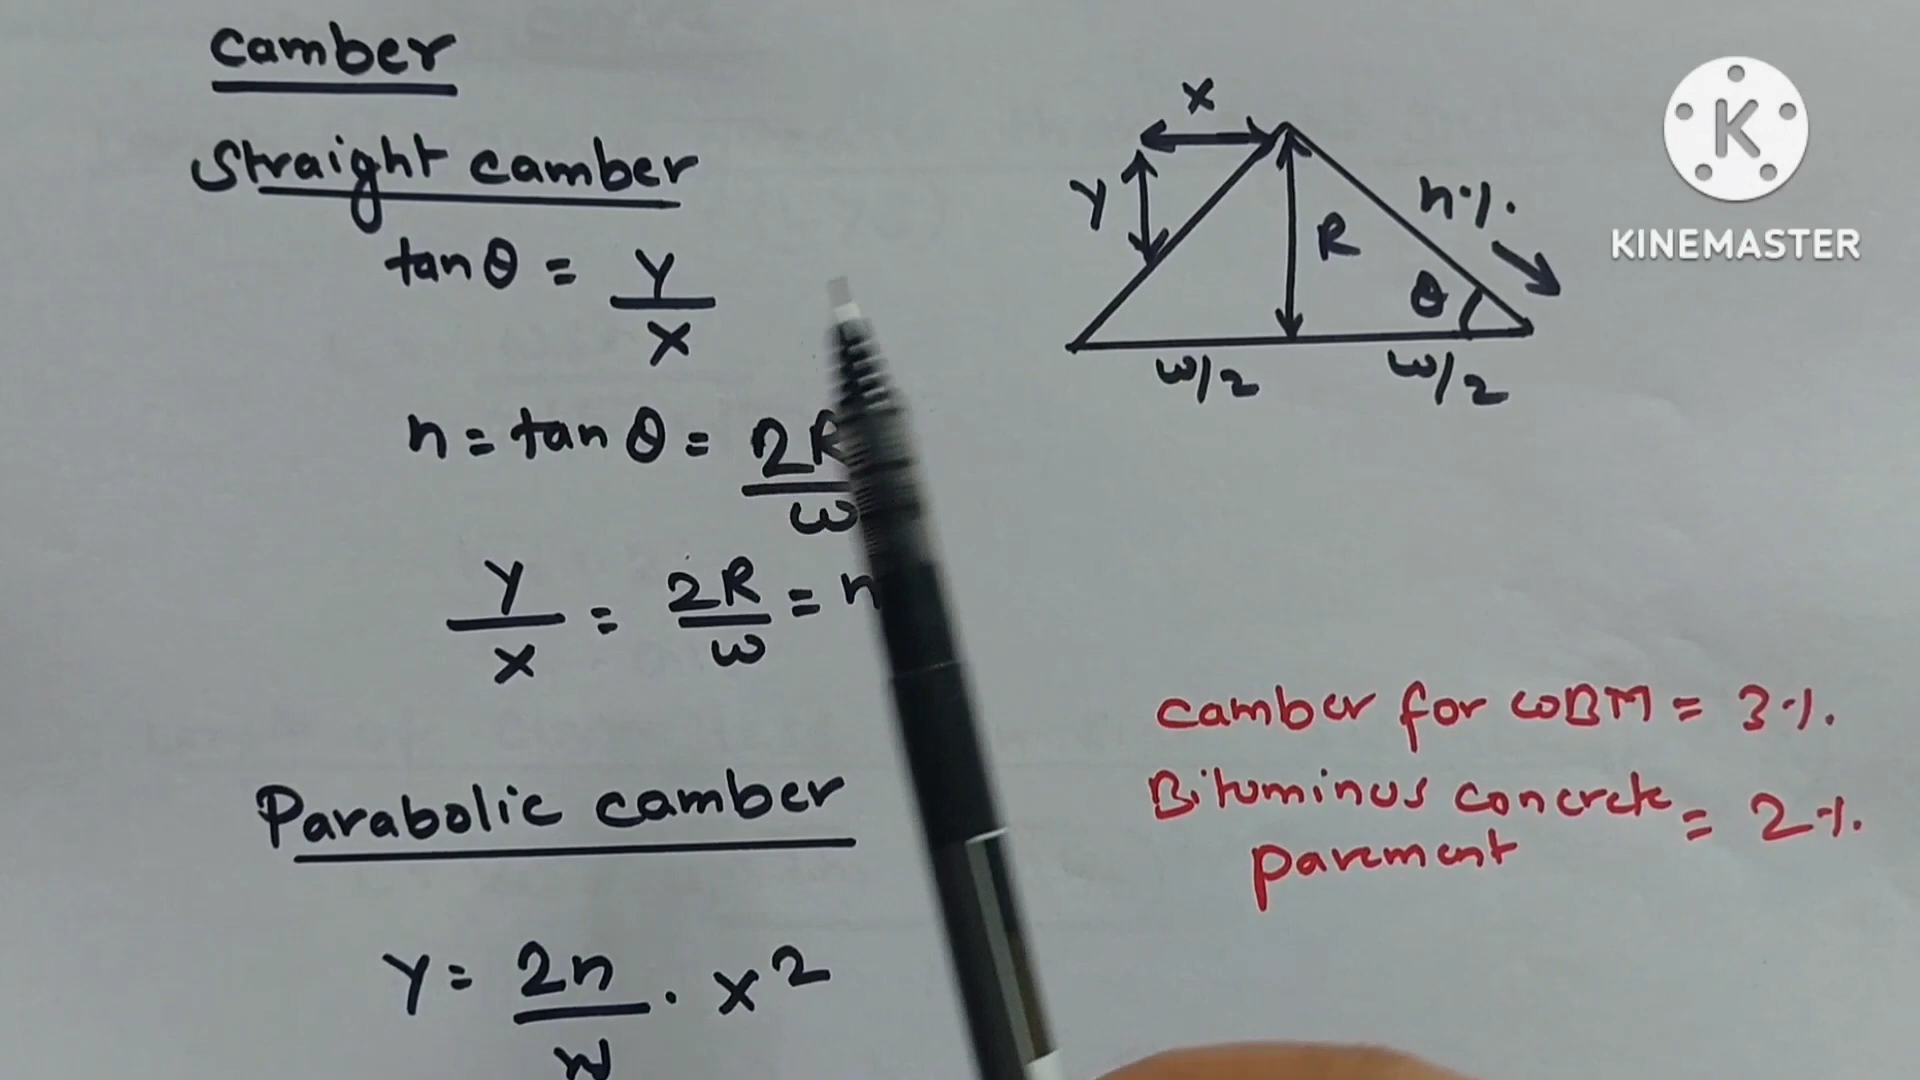 camber
Straight camber
tanθ = Y/X
n = tan θ = 2R/w
Y/X = 2R/w = n
Parabolic camber
Y = 2n/w . x²
X
Y
R
n%.
θ
w/2
w/2
K
KINEMASTER
camber for WBM = 3%.
Bituminus concrete
pavement = 2%.